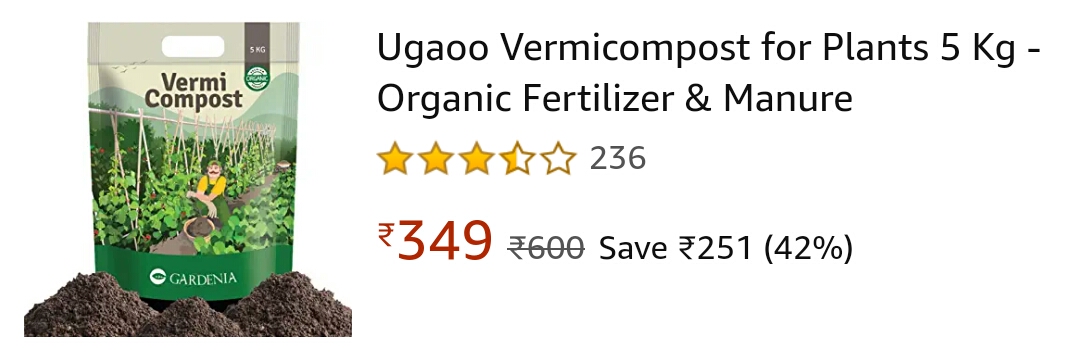 5 KG
ORGANIC
Vermi
Compost
GARDENIA
Ugaoo Vermicompost for Plants 5 Kg -
Organic Fertilizer & Manure
236
₹349 ₹600 Save ₹251 (42%)